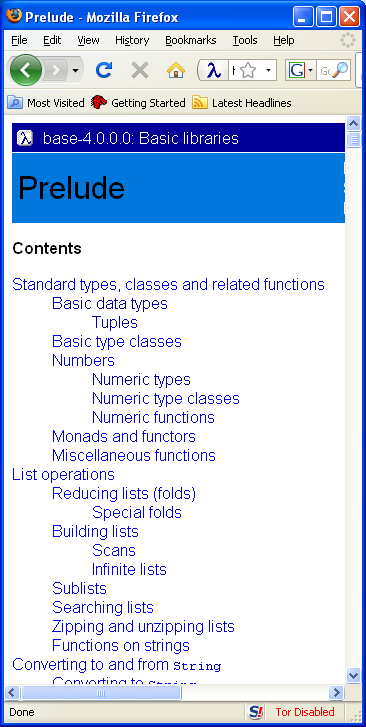 Prelude - Mozilla Firefox
File Edit View History Bookmarks Tools Help
λ
G
Most Visited Getting Started Latest Headlines
λ base-4.0.0.0: Basic libraries
Prelude
Contents
Standard types, classes and related functions
Basic data types
Tuples
Basic type classes
Numbers
Numeric types
Numeric type classes
Numeric functions
Monads and functors
Miscellaneous functions
List operations
Reducing lists (folds)
Special folds
Building lists
Scans
Infinite lists
Sublists
Searching lists
Zipping and unzipping lists
Functions on strings
Converting to and from String
Converting to String
Done S! Tor Disabled